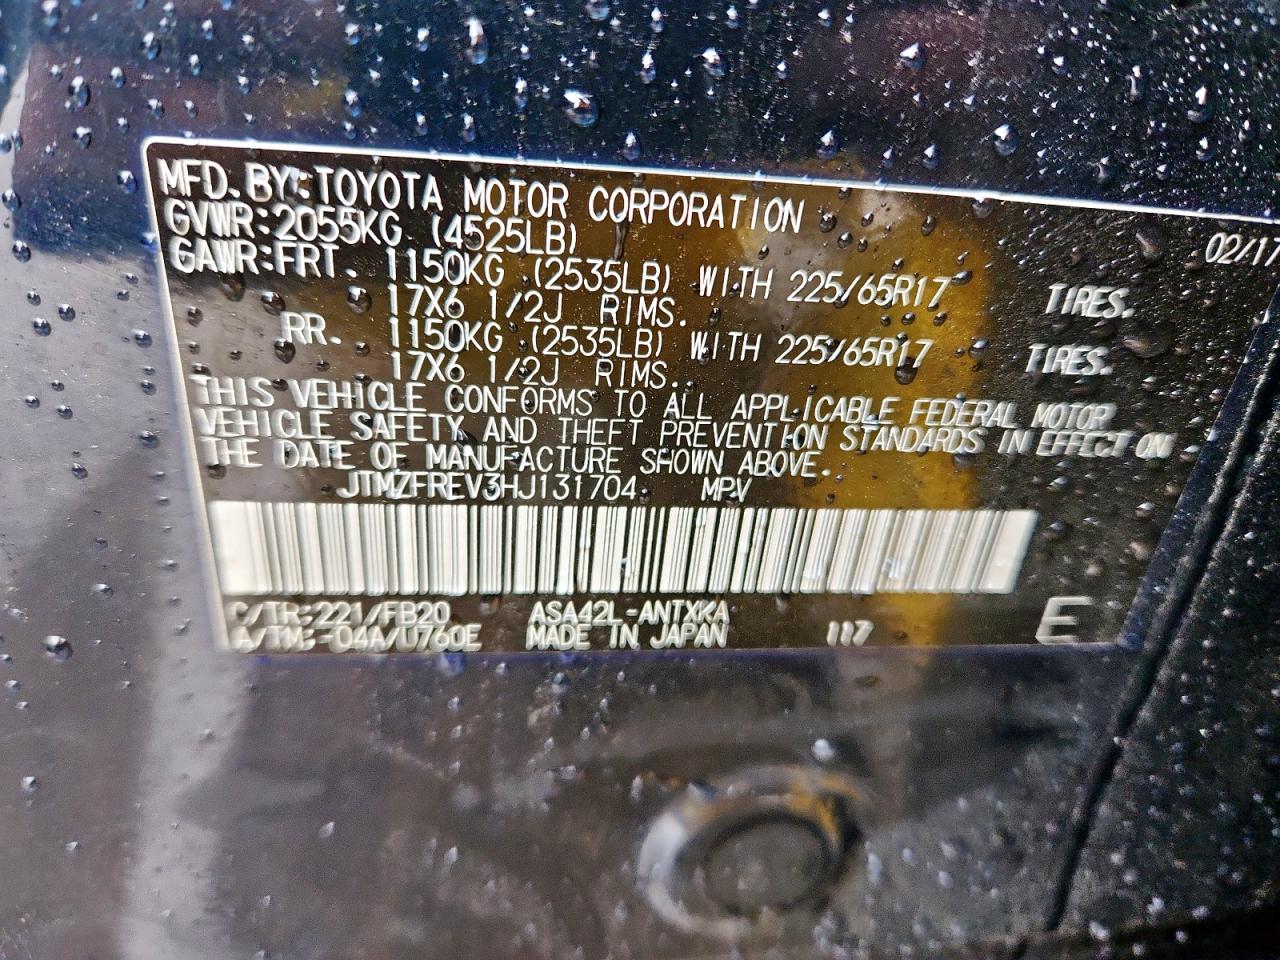 MFD. BY: TOYOTA MOTOR CORPORATION 02/17
GVWR: 2055KG (4525LB)
GAWR: FRT. 1150KG (2535LB) WITH 225/65R17 TIRES.
17X6 1/2J RIMS.
RR. 1150KG (2535LB) WITH 225/65R17 TIRES.
17X6 1/2J RIMS.
THIS VEHICLE CONFORMS TO ALL APPLICABLE FEDERAL MOTOR
VEHICLE SAFETY AND THEFT PREVENTION STANDARDS IN EFFECT ON
THE DATE OF MANUFACTURE SHOWN ABOVE.
JTMZFREV3HJ131704 MPV
C/TR:221/FB20 ASA42L-ANTXKA
A/TM:-04A/U760E MADE IN JAPAN 117 E